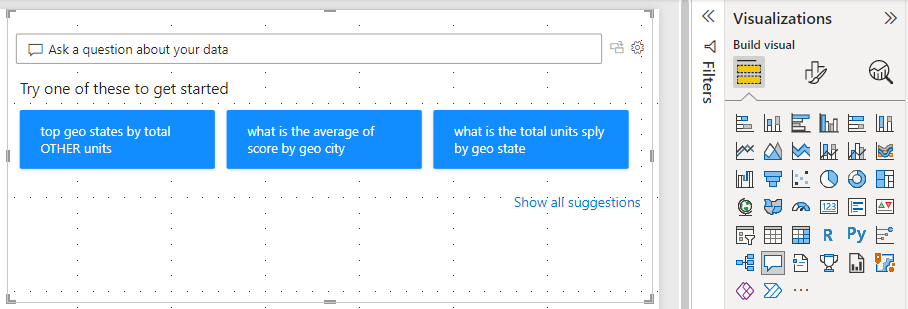 Ask a question about your data
Try one of these to get started
top geo states by total
OTHER units
what is the average of
score by geo city
what is the total units sply
by geo state
Show all suggestions
Filters
Visualizations
Build visual
123
R
Py